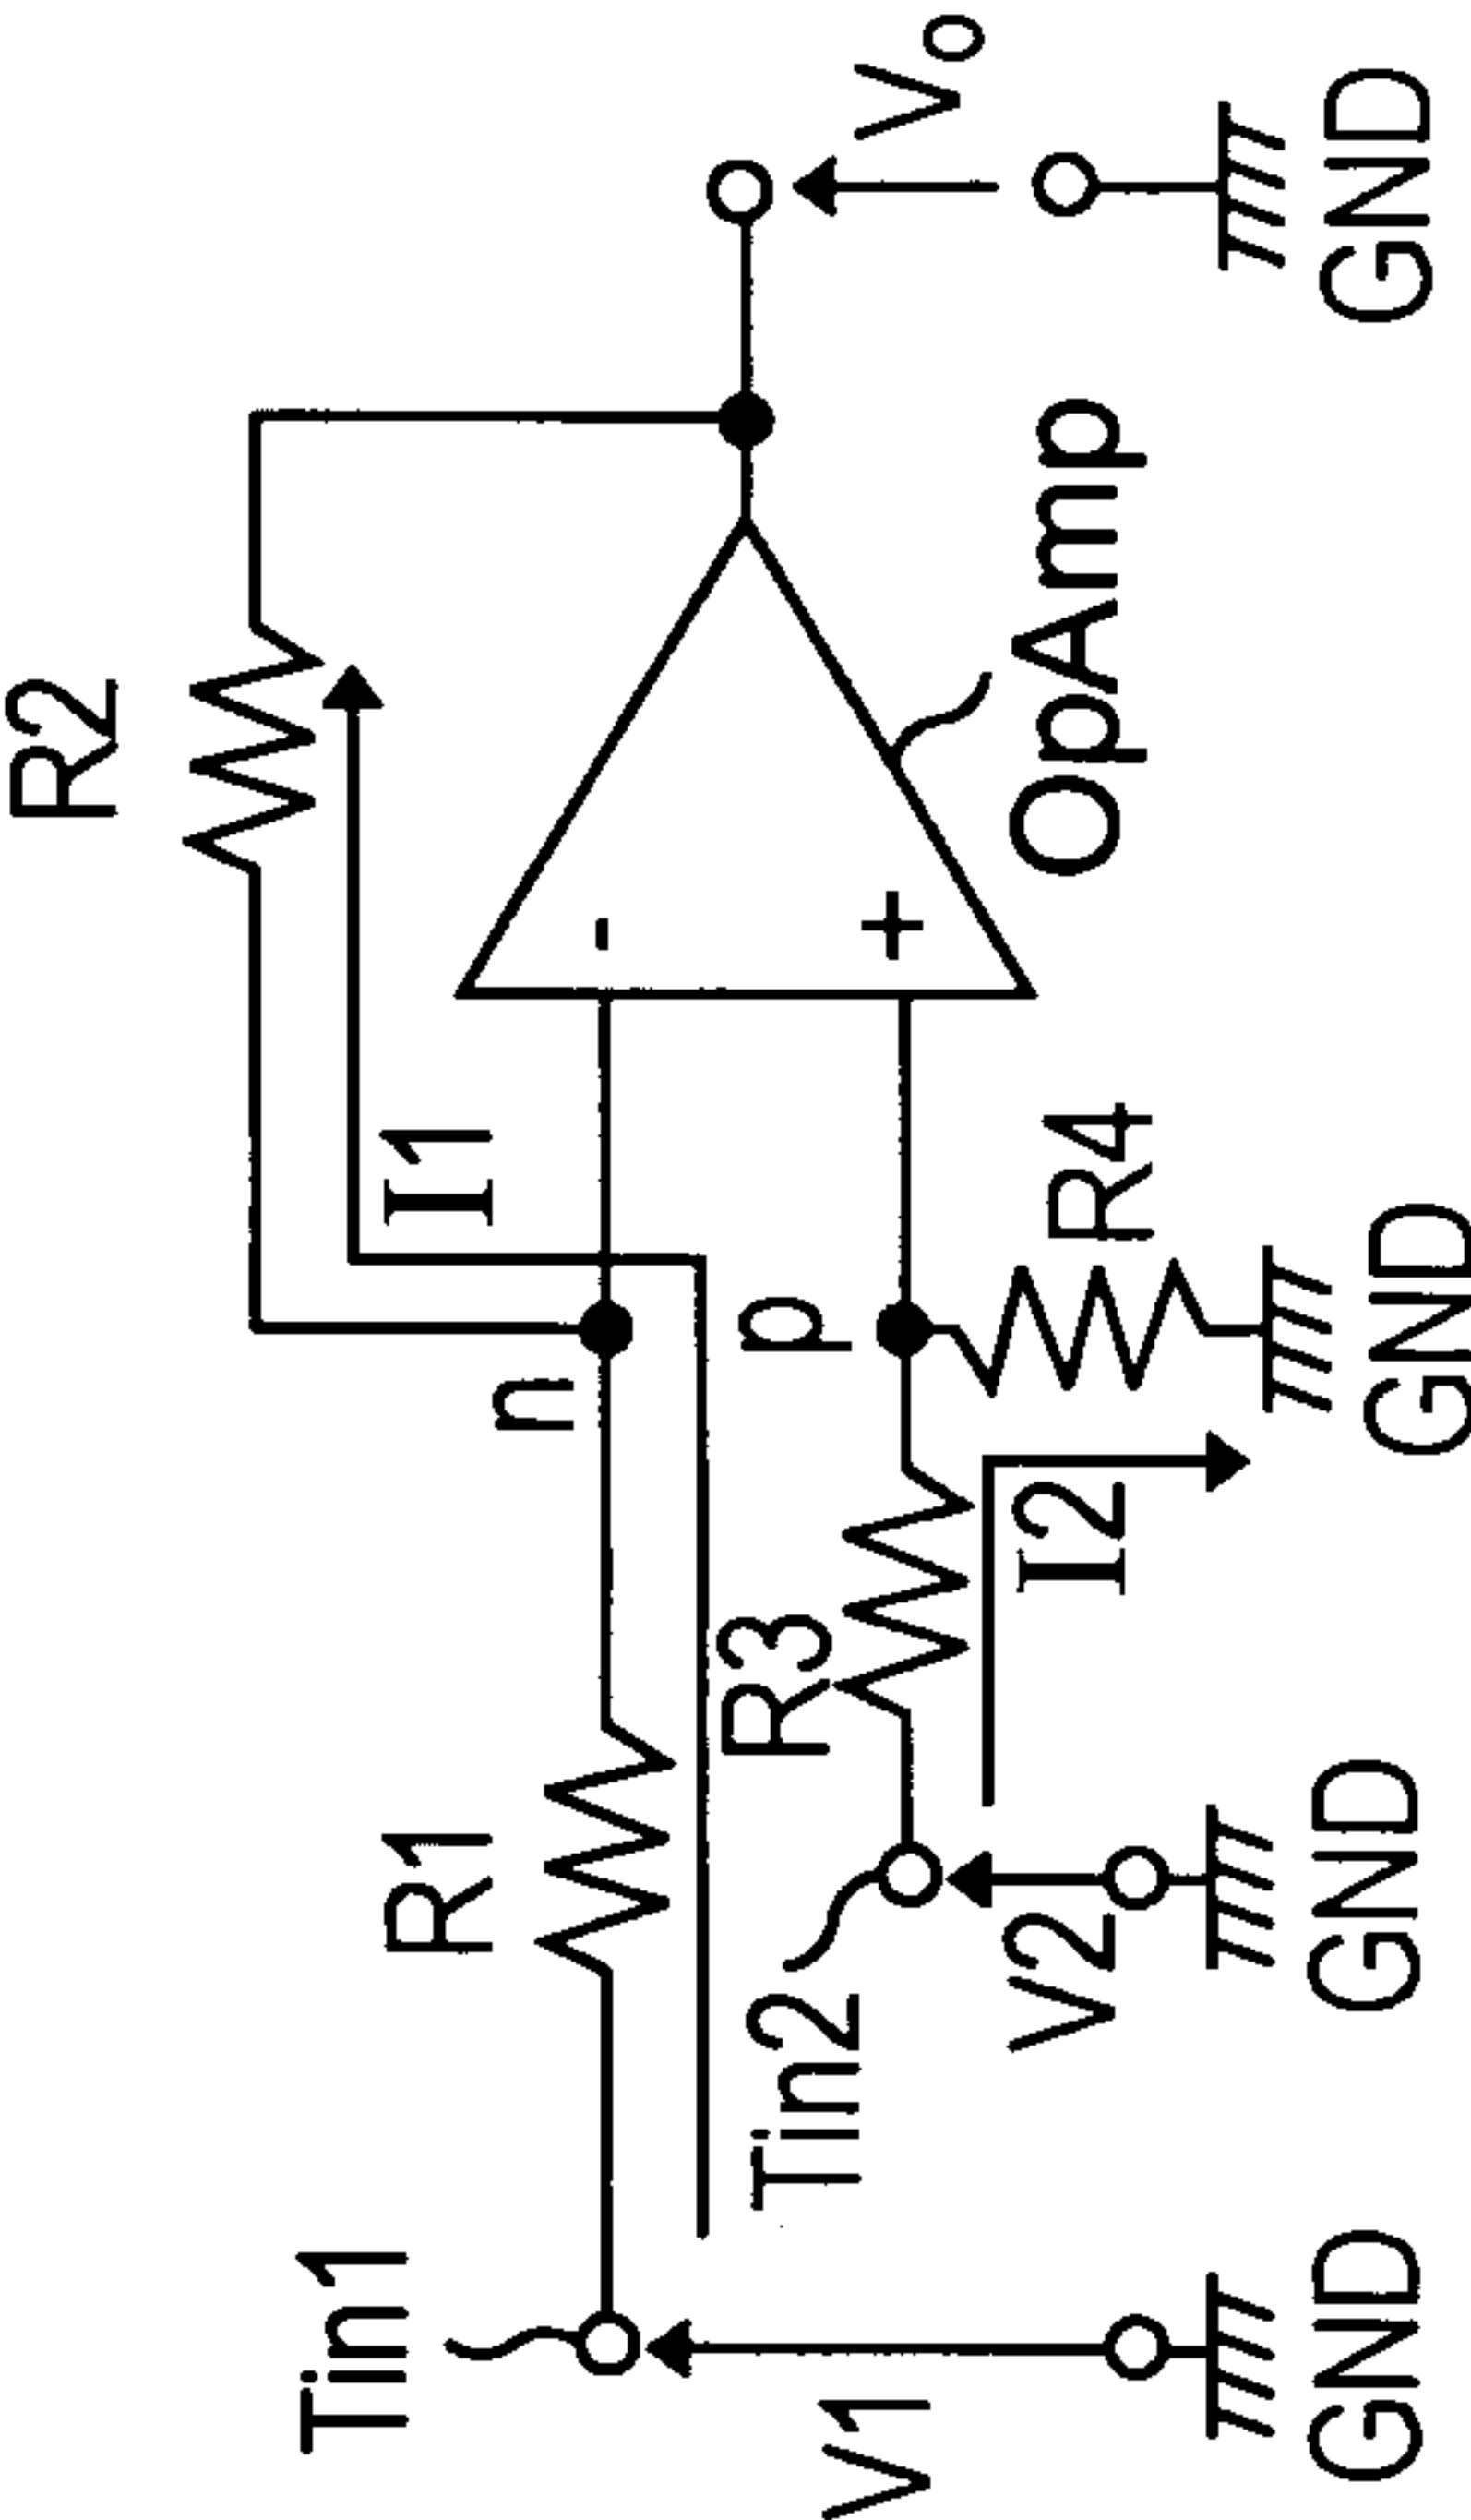 R2
I1
Tin1
R1
n
-
Vo
V1
Tin2
R3
p
+
OpAmp
V2
I2
R4
GND
GND
GND
GND